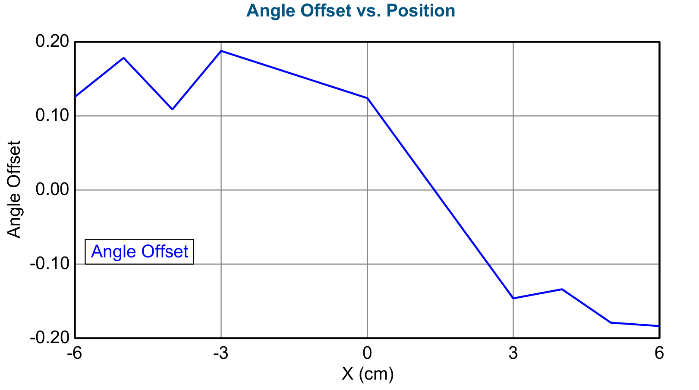 Angle Offset vs. Position
0.20
0.10
0.00
-0.10
-0.20
Angle Offset
Angle Offset
-6
-3
0
3
6
X (cm)